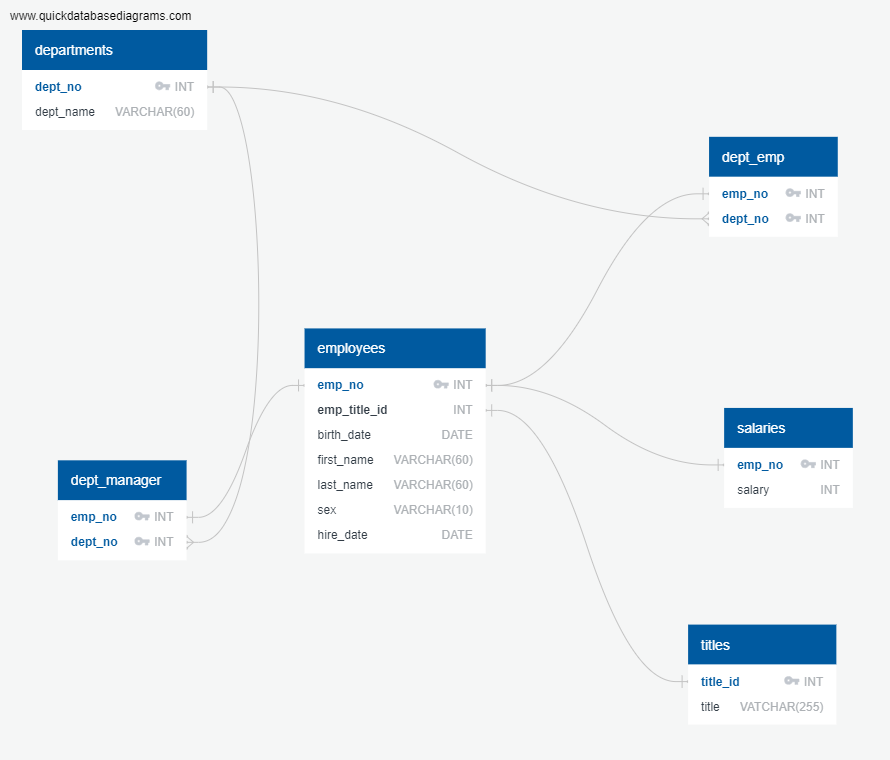 www.quickdatabasediagrams.com
departments
dept_no INT
dept_name VARCHAR(60)
dept_emp
emp_no INT
dept_no INT
employees
emp_no INT
emp_title_id INT
birth_date DATE
first_name VARCHAR(60)
last_name VARCHAR(60)
sex VARCHAR(10)
hire_date DATE
salaries
emp_no INT
salary INT
dept_manager
emp_no INT
dept_no INT
titles
title_id INT
title VATCHAR(255)